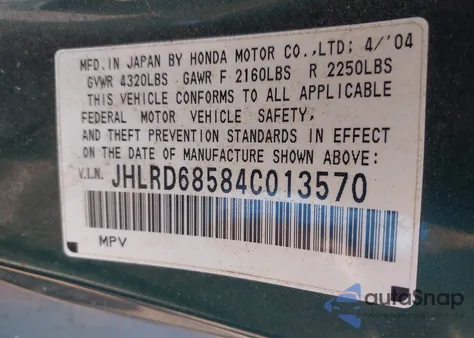 MFD. IN JAPAN BY HONDA MOTOR CO.,LTD; 4/'04
GVWR 4320LBS GAWR F 2160LBS R 2250LBS
THIS VEHICLE CONFORMS TO ALL APPLICABLE
FEDERAL MOTOR VEHICLE SAFETY,
AND THEFT PREVENTION STANDARDS IN EFFECT
ON THE DATE OF MANUFACTURE SHOWN ABOVE:
V.I.N. JHLRD68584C013570
MPV
autoSnap